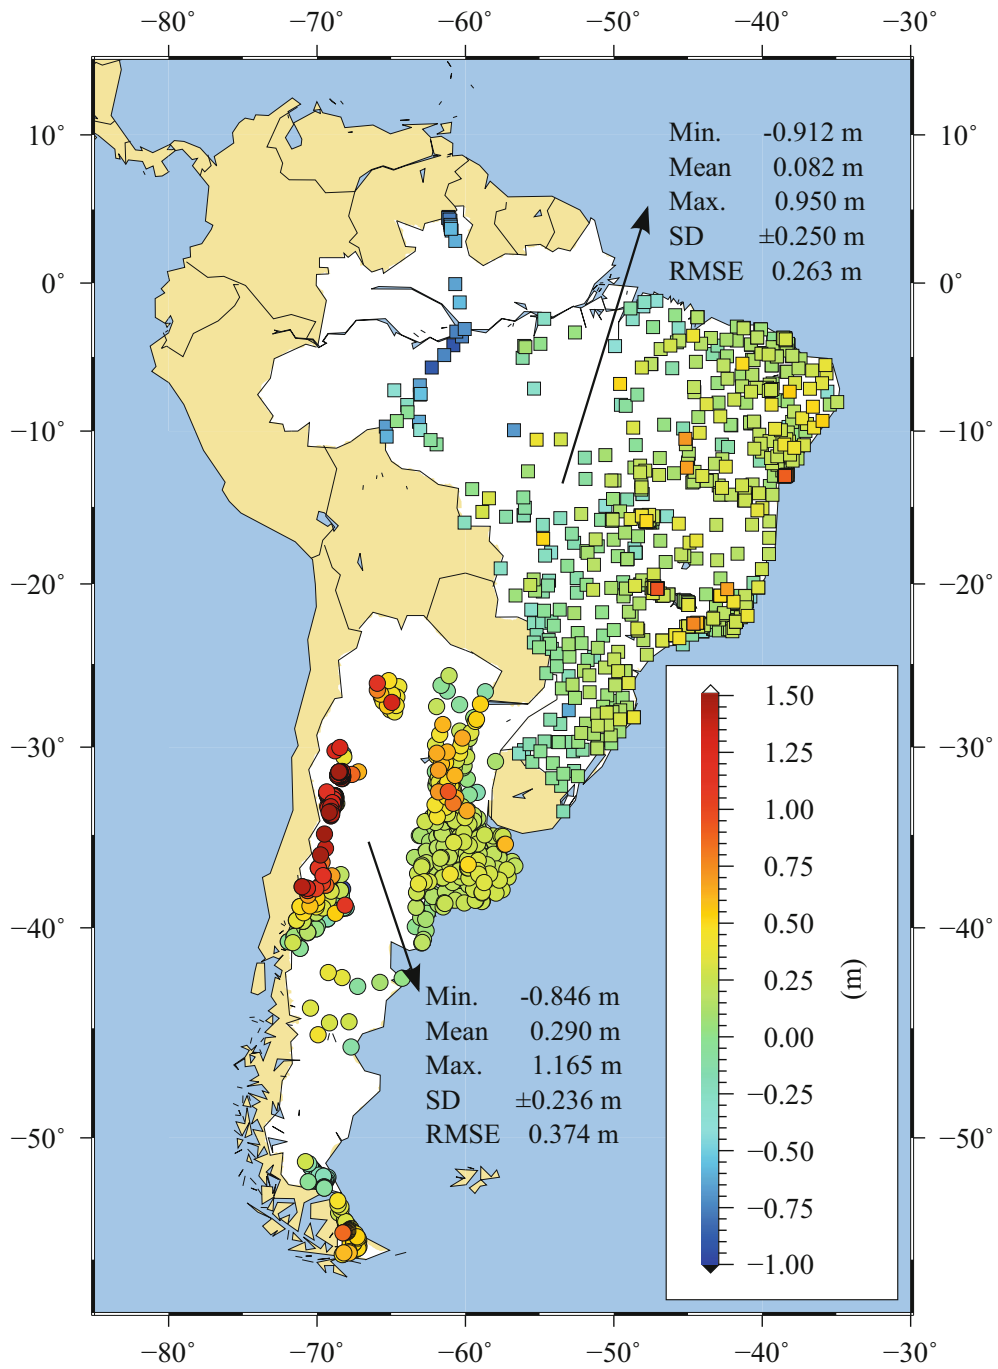 −80° −70° −60° −50° −40° −30°
10° 10°
0° 0°
−10° −10°
−20° −20°
−30° −30°
−40° −40°
−50° −50°
Min. -0.912 m
Mean 0.082 m
Max. 0.950 m
SD ±0.250 m
RMSE 0.263 m
Min. -0.846 m
Mean 0.290 m
Max. 1.165 m
SD ±0.236 m
RMSE 0.374 m
1.50
1.25
1.00
0.75
0.50
0.25
0.00
−0.25
−0.50
−0.75
−1.00
(m)
−80° −70° −60° −50° −40° −30°